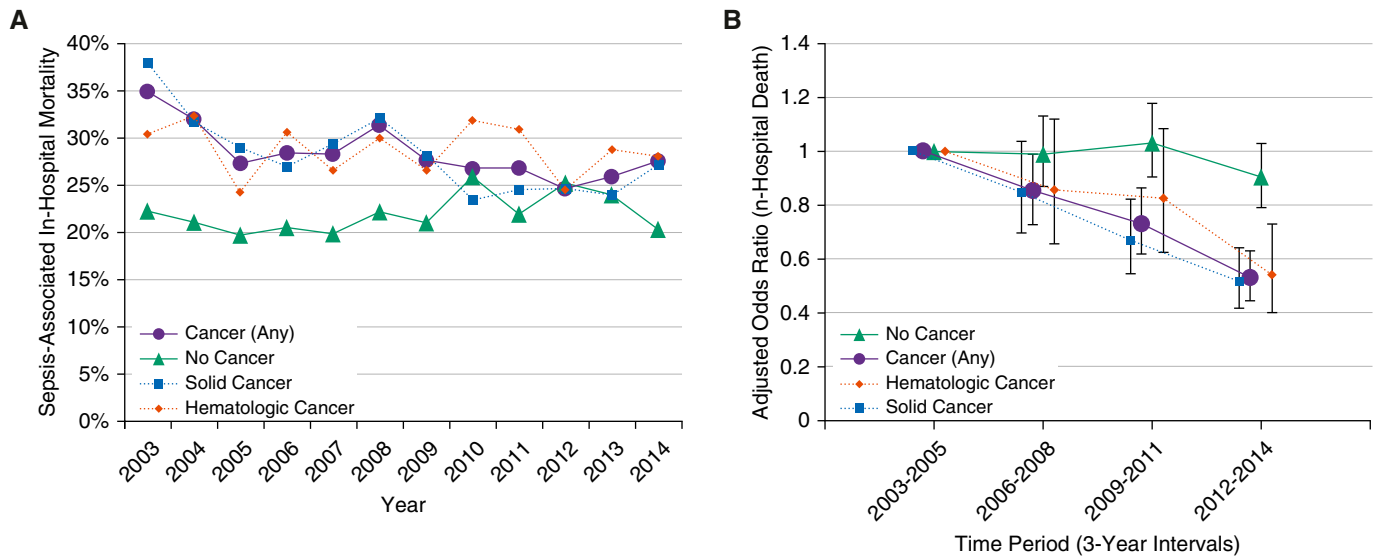 A
Sepsis-Associated In-Hospital Mortality
40%
35%
30%
25%
20%
15%
10%
5%
0%
Cancer (Any)
No Cancer
Solid Cancer
Hematologic Cancer
2003 2004 2005 2006 2007 2008 2009 2010 2011 2012 2013 2014
Year
B
Adjusted Odds Ratio (n-Hospital Death)
1.4
1.2
1
0.8
0.6
0.4
0.2
0
No Cancer
Cancer (Any)
Hematologic Cancer
Solid Cancer
2003-2005 2006-2008 2009-2011 2012-2014
Time Period (3-Year Intervals)